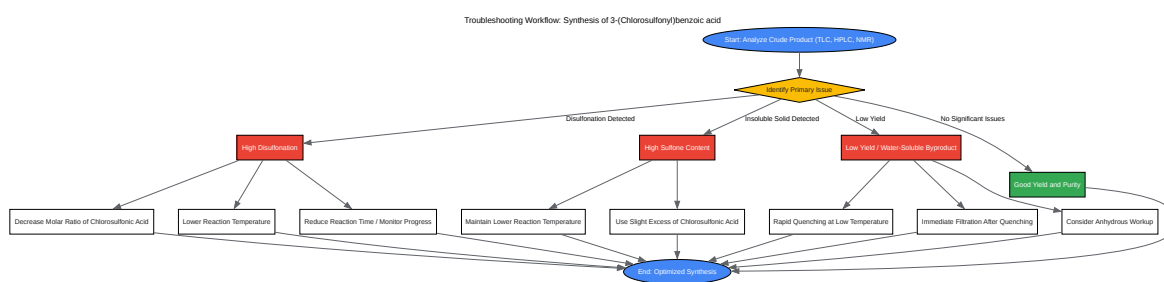 Troubleshooting Workflow: Synthesis of 3-(Chlorosulfonyl)benzoic acid
Start: Analyze Crude Product (TLC, HPLC, NMR)
Identify Primary Issue
Disulfonation Detected
Insoluble Solid Detected
Low Yield
No Significant Issues
High Disulfonation
High Sulfone Content
Low Yield / Water-Soluble Byproduct
Good Yield and Purity
Decrease Molar Ratio of Chlorosulfonic Acid
Lower Reaction Temperature
Reduce Reaction Time / Monitor Progress
Maintain Lower Reaction Temperature
Use Slight Excess of Chlorosulfonic Acid
Rapid Quenching at Low Temperature
Immediate Filtration After Quenching
Consider Anhydrous Workup
End: Optimized Synthesis